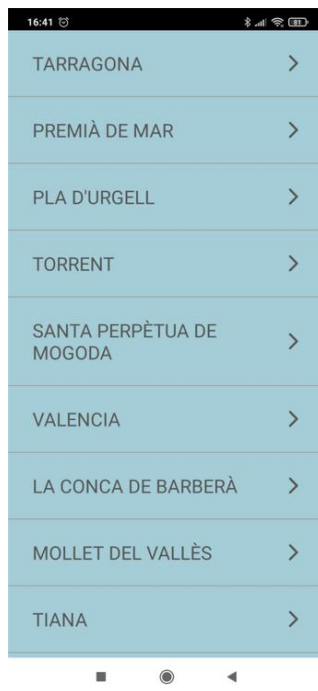 16:41
81
TARRAGONA
PREMIÀ DE MAR
PLA D'URGELL
TORRENT
SANTA PERPÈTUA DE
MOGODA
VALENCIA
LA CONCA DE BARBERÀ
MOLLET DEL VALLÈS
TIANA